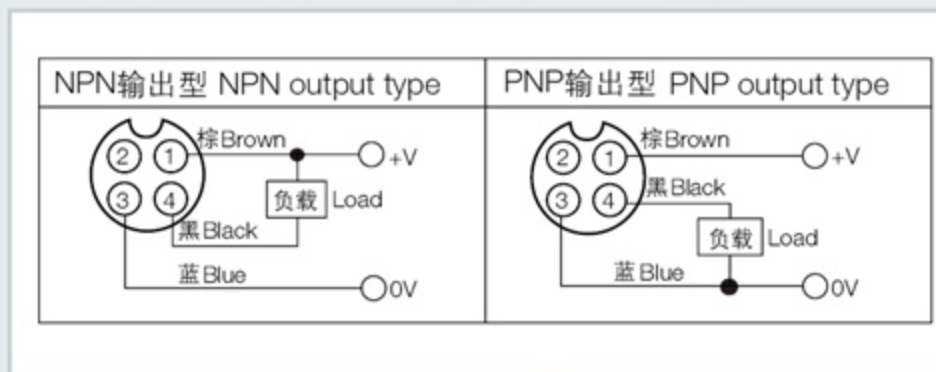 NPN输出型 NPN output type
PNP输出型 PNP output type
2 1
棕Brown
+V
3 4
负载 Load
黑Black
蓝Blue
0V
2 1
棕Brown
+V
3 4
黑Black
负载 Load
蓝Blue
0V